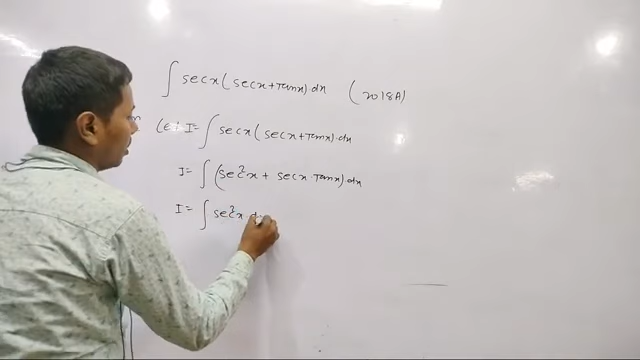 ∫ secx(secx+Tanx)dx (2018A)
Let I= ∫ secx(secx+Tanx).dx
I= ∫ (sec²x + secx Tanx).dx
I= ∫ sec²x d